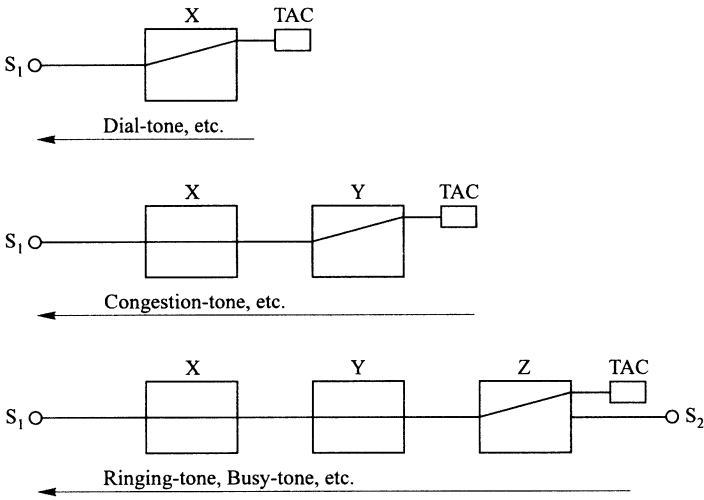 X TAC
S1
Dial-tone, etc.
X Y TAC
S1
Congestion-tone, etc.
X Y Z TAC
S1 S2
Ringing-tone, Busy-tone, etc.